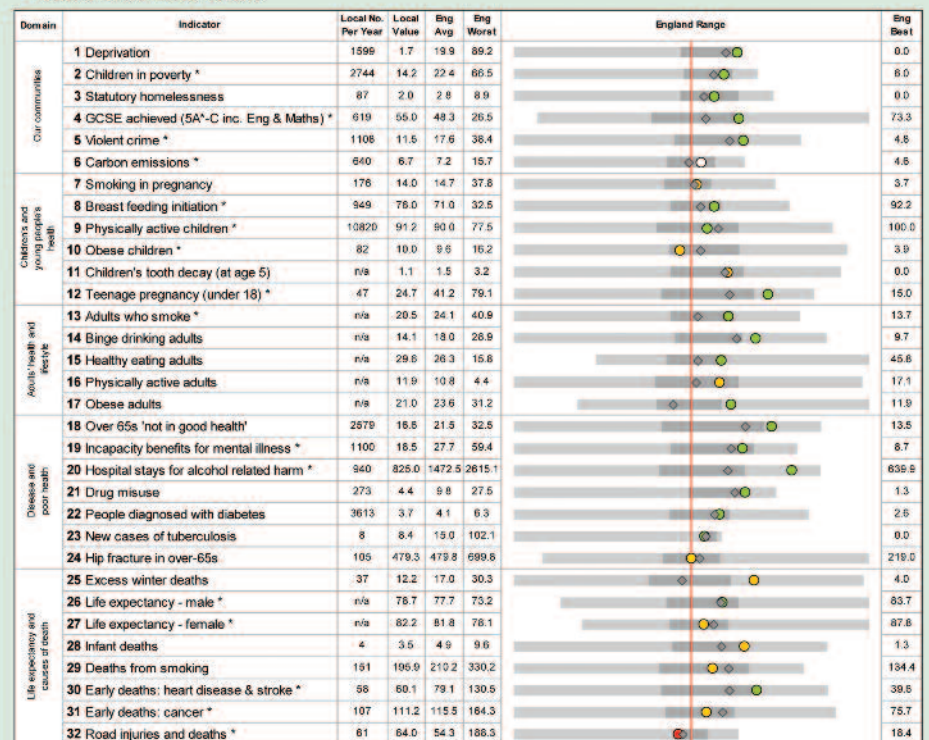 Domain Indicator Local No. Per Year Local Value Eng Avg Eng Worst England Range Eng Best
Our communities
1 Deprivation 1599 1.7 19.9 89.2 0.0
2 Children in poverty * 2744 14.2 22.4 66.5 6.0
3 Statutory homelessness 87 2.0 2.8 8.9 0.0
4 GCSE achieved (5A*-C inc. Eng & Maths) * 619 55.0 48.3 26.5 73.3
5 Violent crime * 1108 11.5 17.6 38.4 4.8
6 Carbon emissions * 640 6.7 7.2 15.7 4.6
Children's and young people's health
7 Smoking in pregnancy 176 14.0 14.7 37.8 3.7
8 Breast feeding initiation * 949 76.0 71.0 32.5 92.2
9 Physically active children * 10820 91.2 90.0 77.5 100.0
10 Obese children * 82 10.0 9.6 16.2 3.9
11 Children's tooth decay (at age 5) n/a 1.1 1.5 3.2 0.0
12 Teenage pregnancy (under 18) * 47 24.7 41.2 79.1 15.0
Adults' health and lifestyle
13 Adults who smoke * n/a 20.5 24.1 40.9 13.7
14 Binge drinking adults n/a 14.1 18.0 28.9 9.7
15 Healthy eating adults n/a 29.6 26.3 15.8 45.8
16 Physically active adults n/a 11.9 10.8 4.4 17.1
17 Obese adults n/a 21.0 23.6 31.2 11.9
Disease and poor health
18 Over 65s 'not in good health' 2579 16.6 21.5 32.5 13.5
19 Incapacity benefits for mental illness * 1100 18.5 27.7 59.4 8.7
20 Hospital stays for alcohol related harm * 940 825.0 1472.5 2615.1 639.9
21 Drug misuse 273 4.4 9.8 27.5 1.3
22 People diagnosed with diabetes 3613 3.7 4.1 6.3 2.6
23 New cases of tuberculosis 8 8.4 15.0 102.1 0.0
24 Hip fracture in over-65s 105 479.3 479.8 699.8 219.0
Life expectancy and causes of death
25 Excess winter deaths 37 12.2 17.0 30.3 4.0
26 Life expectancy - male * n/a 78.7 77.7 73.2 83.7
27 Life expectancy - female * n/a 82.2 81.8 78.1 87.8
28 Infant deaths 4 3.5 4.9 9.6 1.3
29 Deaths from smoking 151 195.9 210.2 330.2 134.4
30 Early deaths: heart disease & stroke * 58 60.1 79.1 130.5 39.6
31 Early deaths: cancer * 107 111.2 115.5 164.3 75.7
32 Road injuries and deaths * 61 64.0 54.3 188.3 18.4